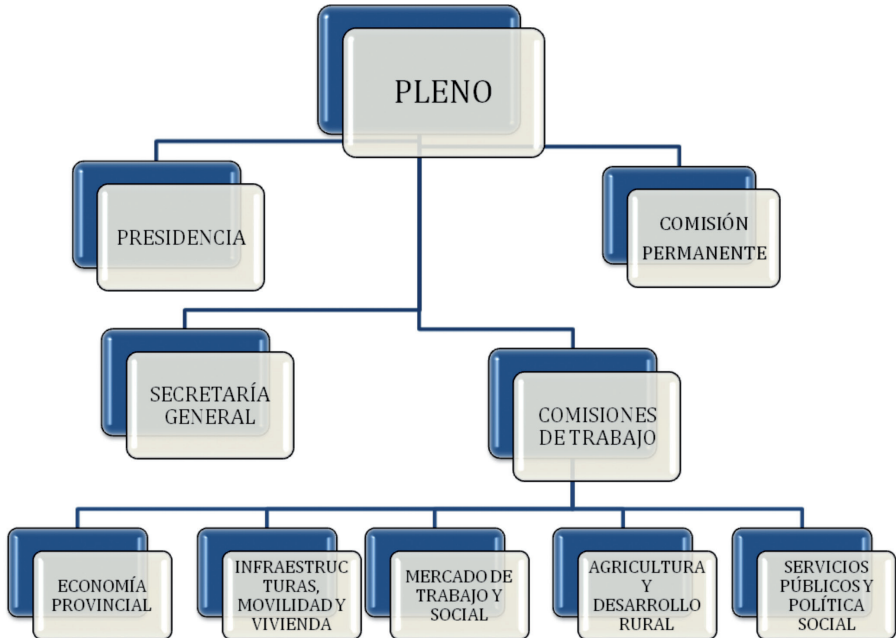 PLENO
PRESIDENCIA
COMISIÓN
PERMANENTE
SECRETARÍA
GENERAL
COMISIONES
DE TRABAJO
ECONOMÍA
PROVINCIAL
INFRAESTRUC
TURAS,
MOVILIDAD Y
VIVIENDA
MERCADO DE
TRABAJO Y
SOCIAL
AGRICULTURA
Y
DESARROLLO
RURAL
SERVICIOS
PÚBLICOS Y
POLÍTICA
SOCIAL